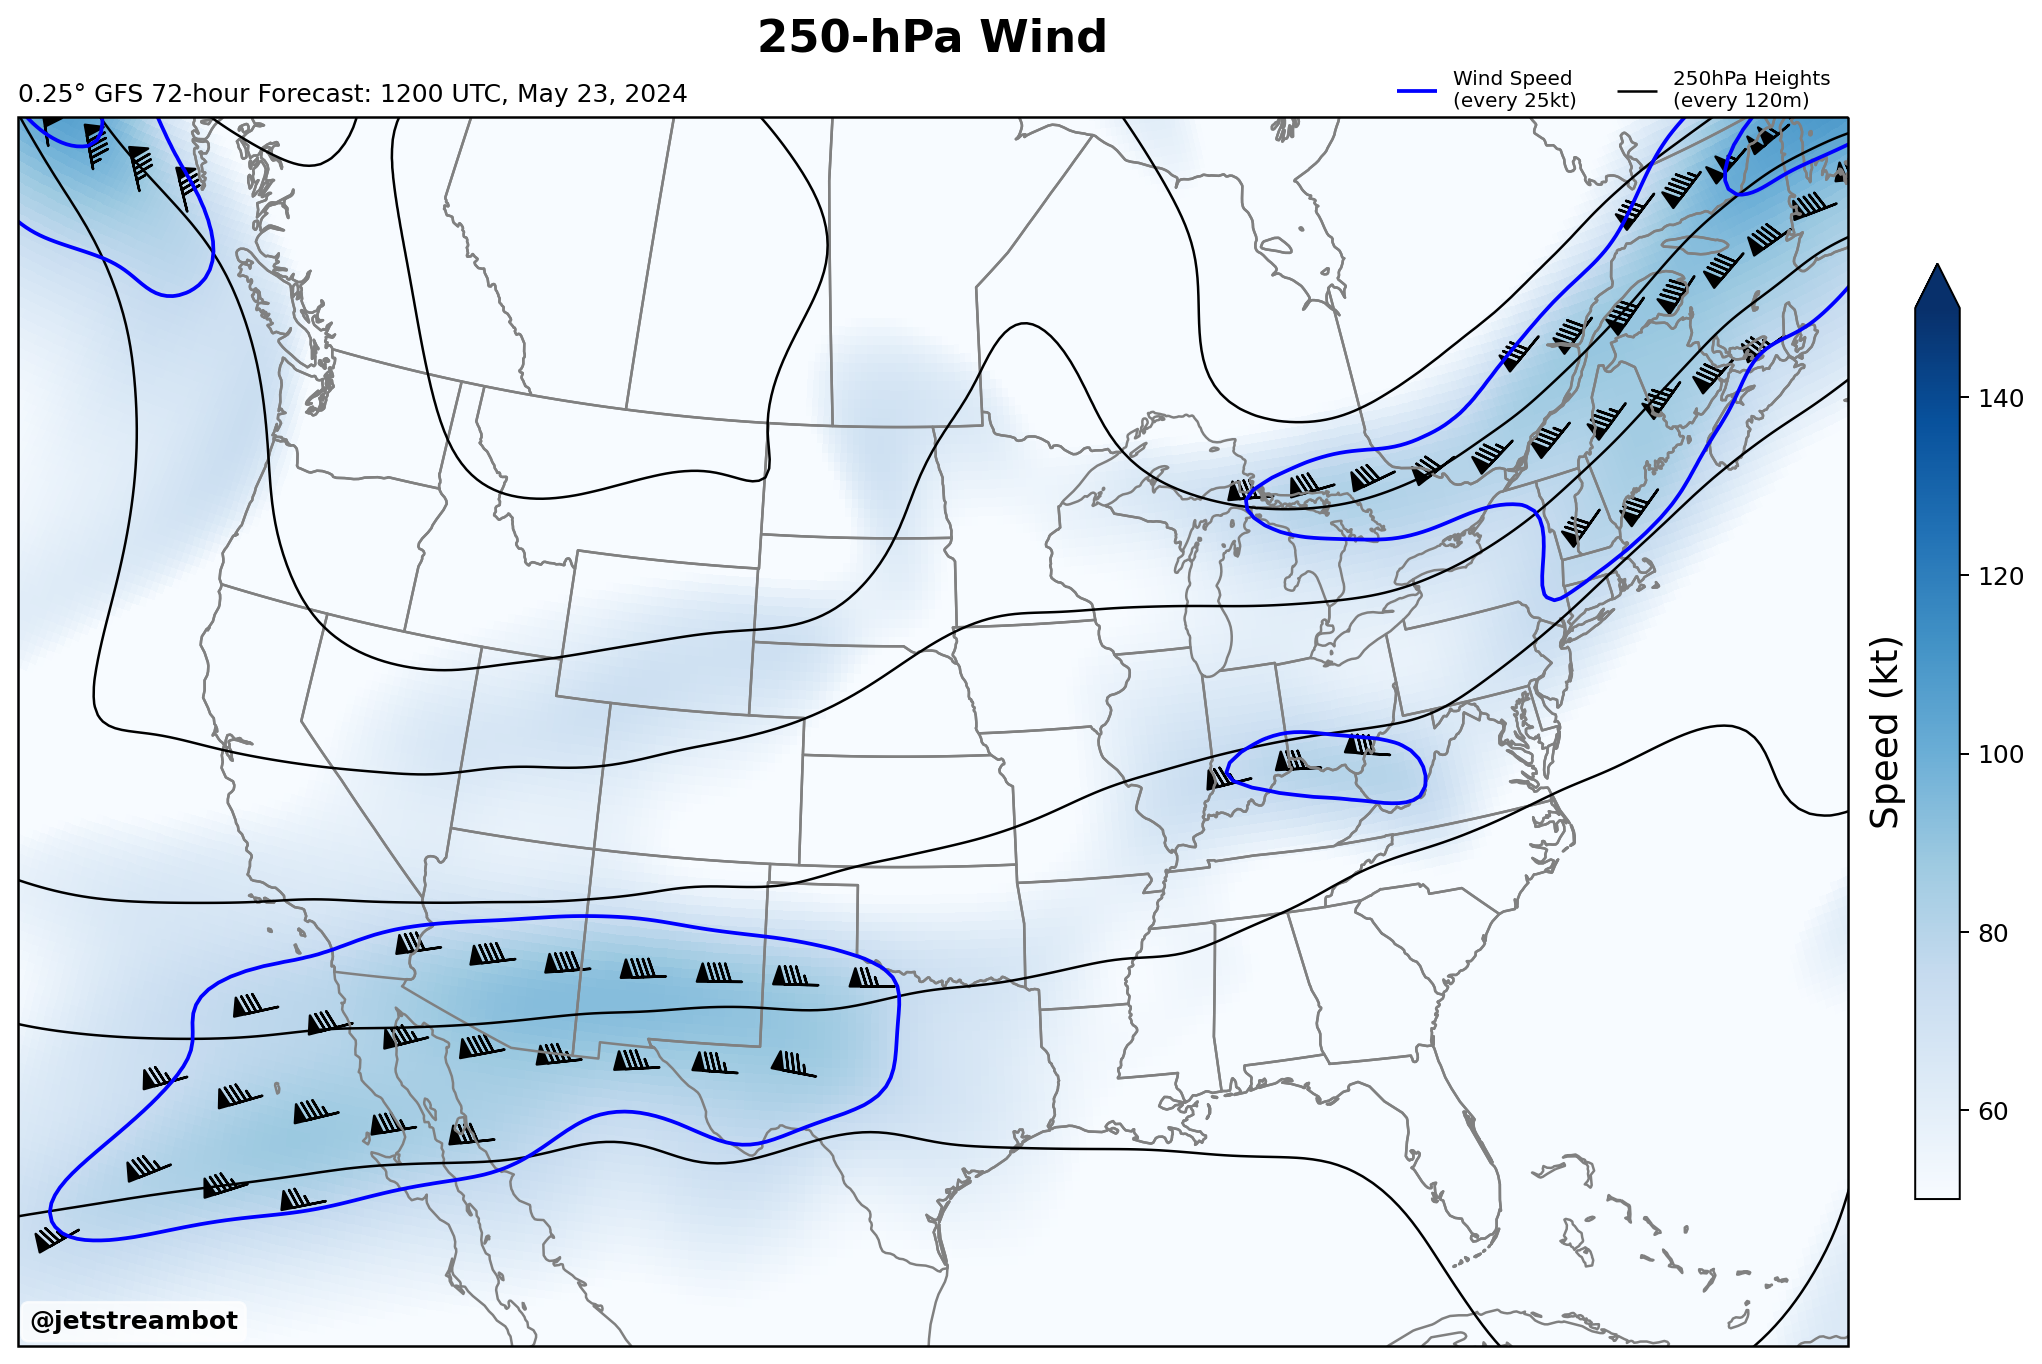 250-hPa Wind
0.25° GFS 72-hour Forecast: 1200 UTC, May 23, 2024
Wind Speed
(every 25kt)
250hPa Heights
(every 120m)
140
120
100
80
60
Speed (kt)
@jetstreambot